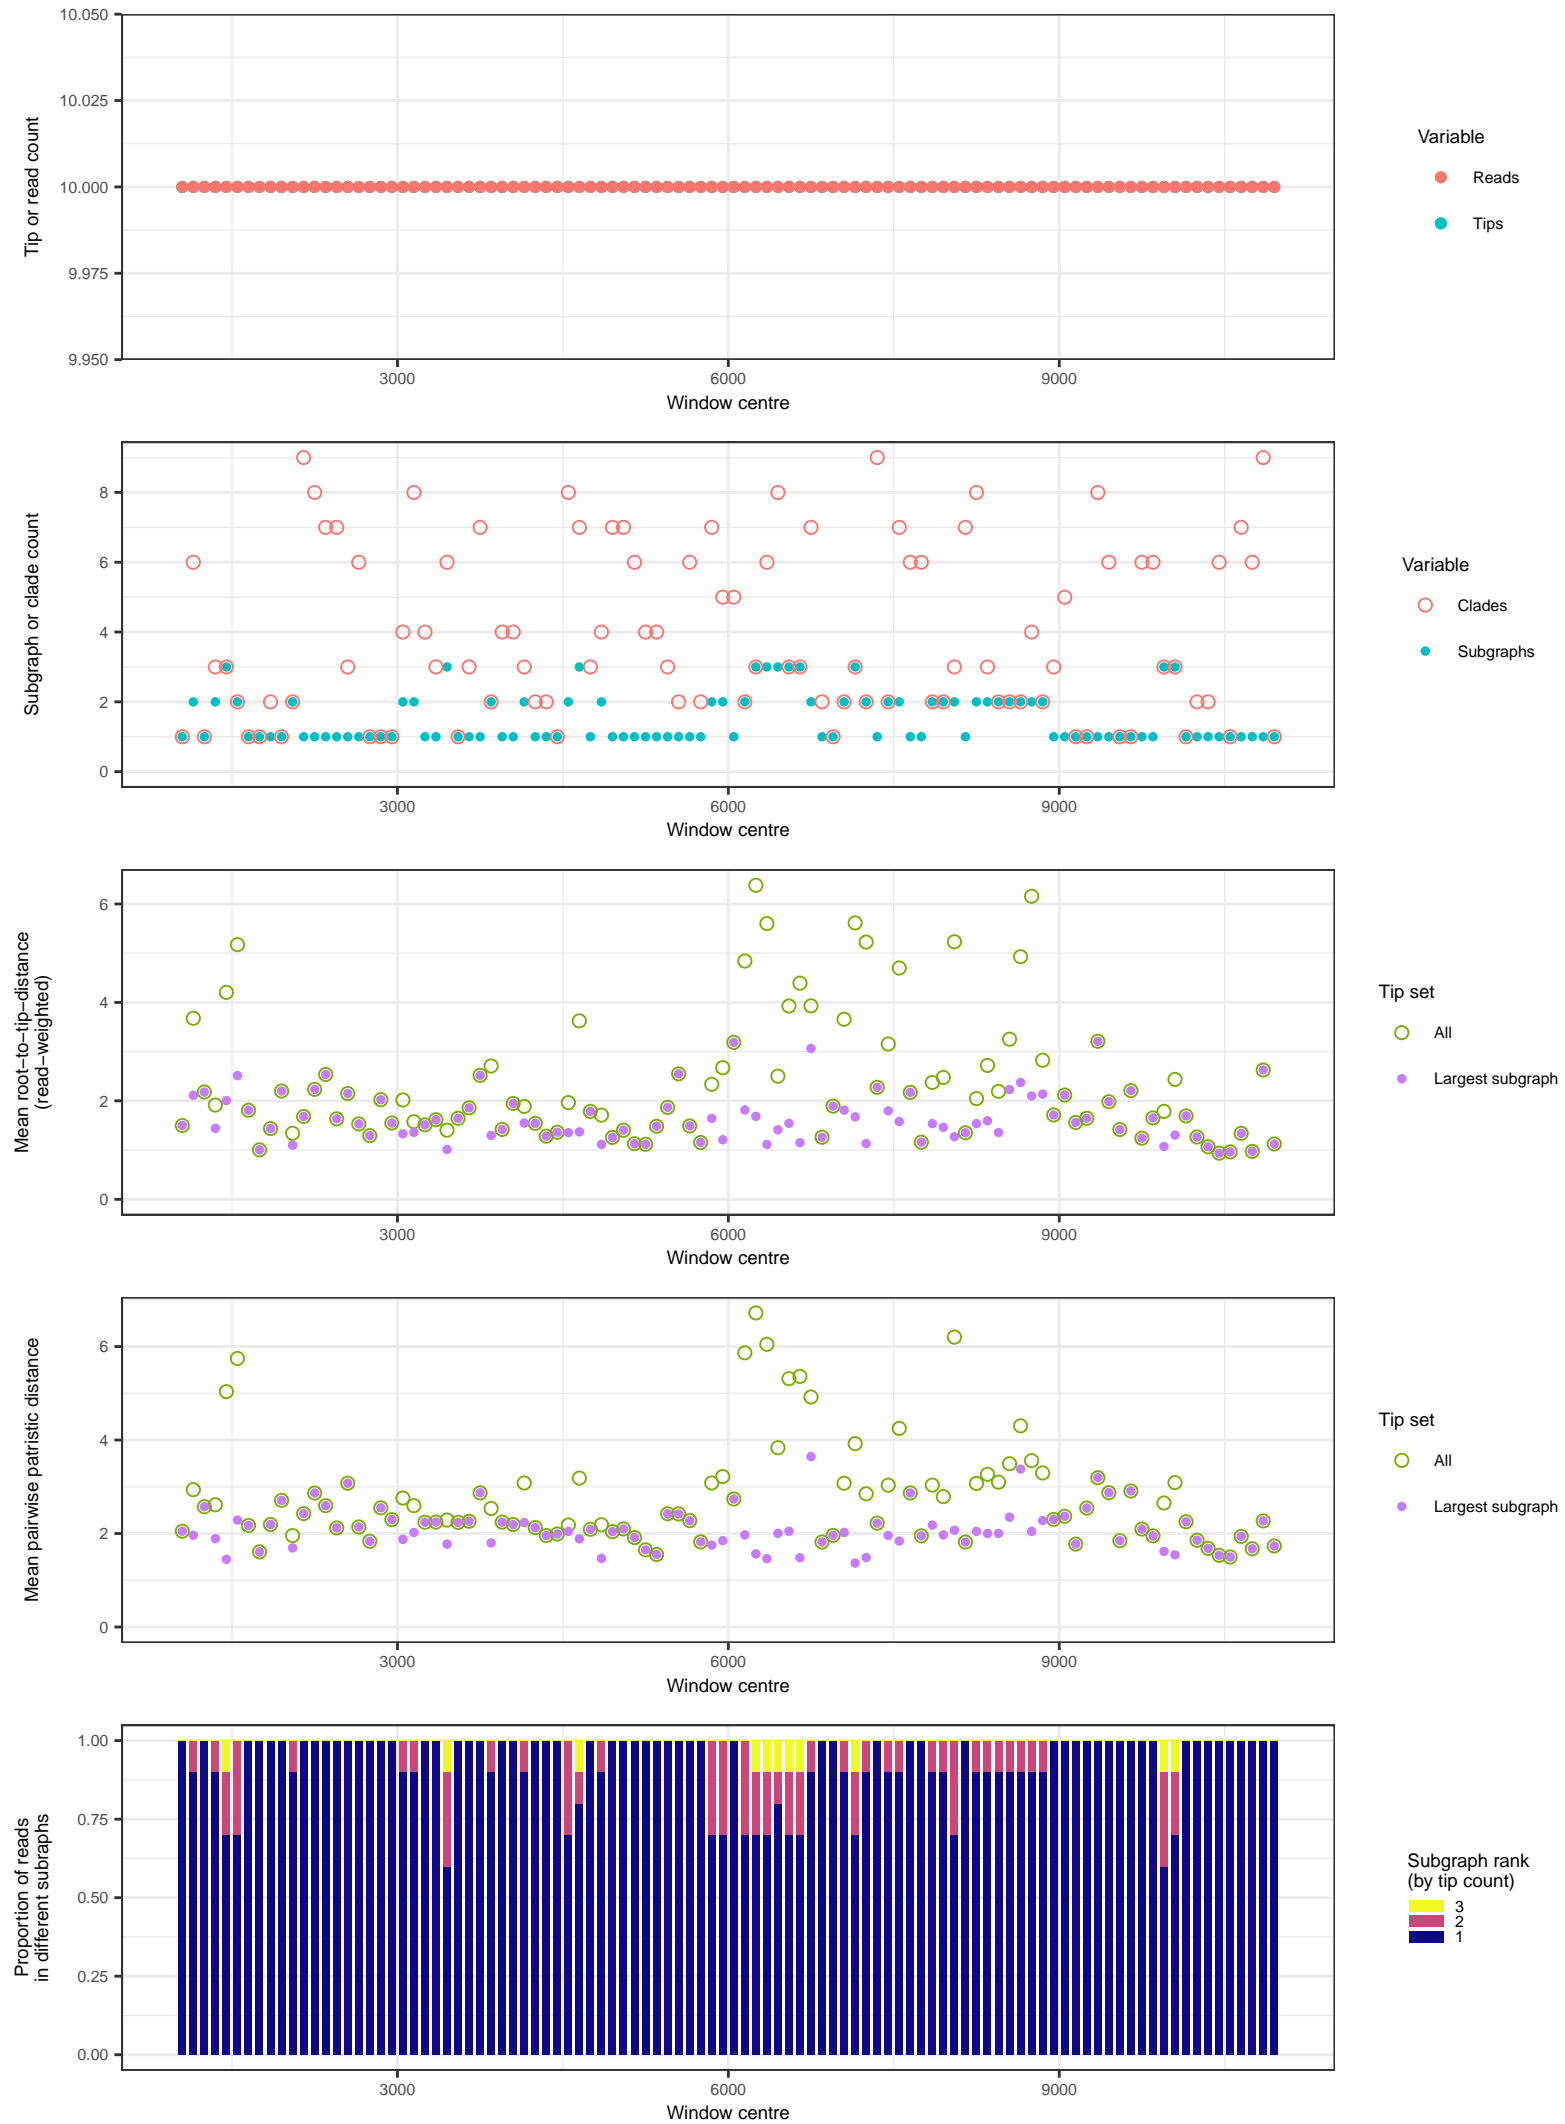 10.050
10.025
10.000
9.975
9.950
Tip or read count
3000
6000
9000
Window centre
Variable
Reads
Tips
8
6
4
2
0
Subgraph or clade count
3000
6000
9000
Window centre
Variable
Clades
Subgraphs
6
4
2
0
Mean root−to−tip−distance
(read−weighted)
3000
6000
9000
Window centre
Tip set
All
Largest subgraph
6
4
2
0
Mean pairwise patristic distance
3000
6000
9000
Window centre
Tip set
All
Largest subgraph
1.00
0.75
0.50
0.25
0.00
Proportion of reads
in different subraphs
3000
6000
9000
Window centre
Subgraph rank
(by tip count)
3
2
1